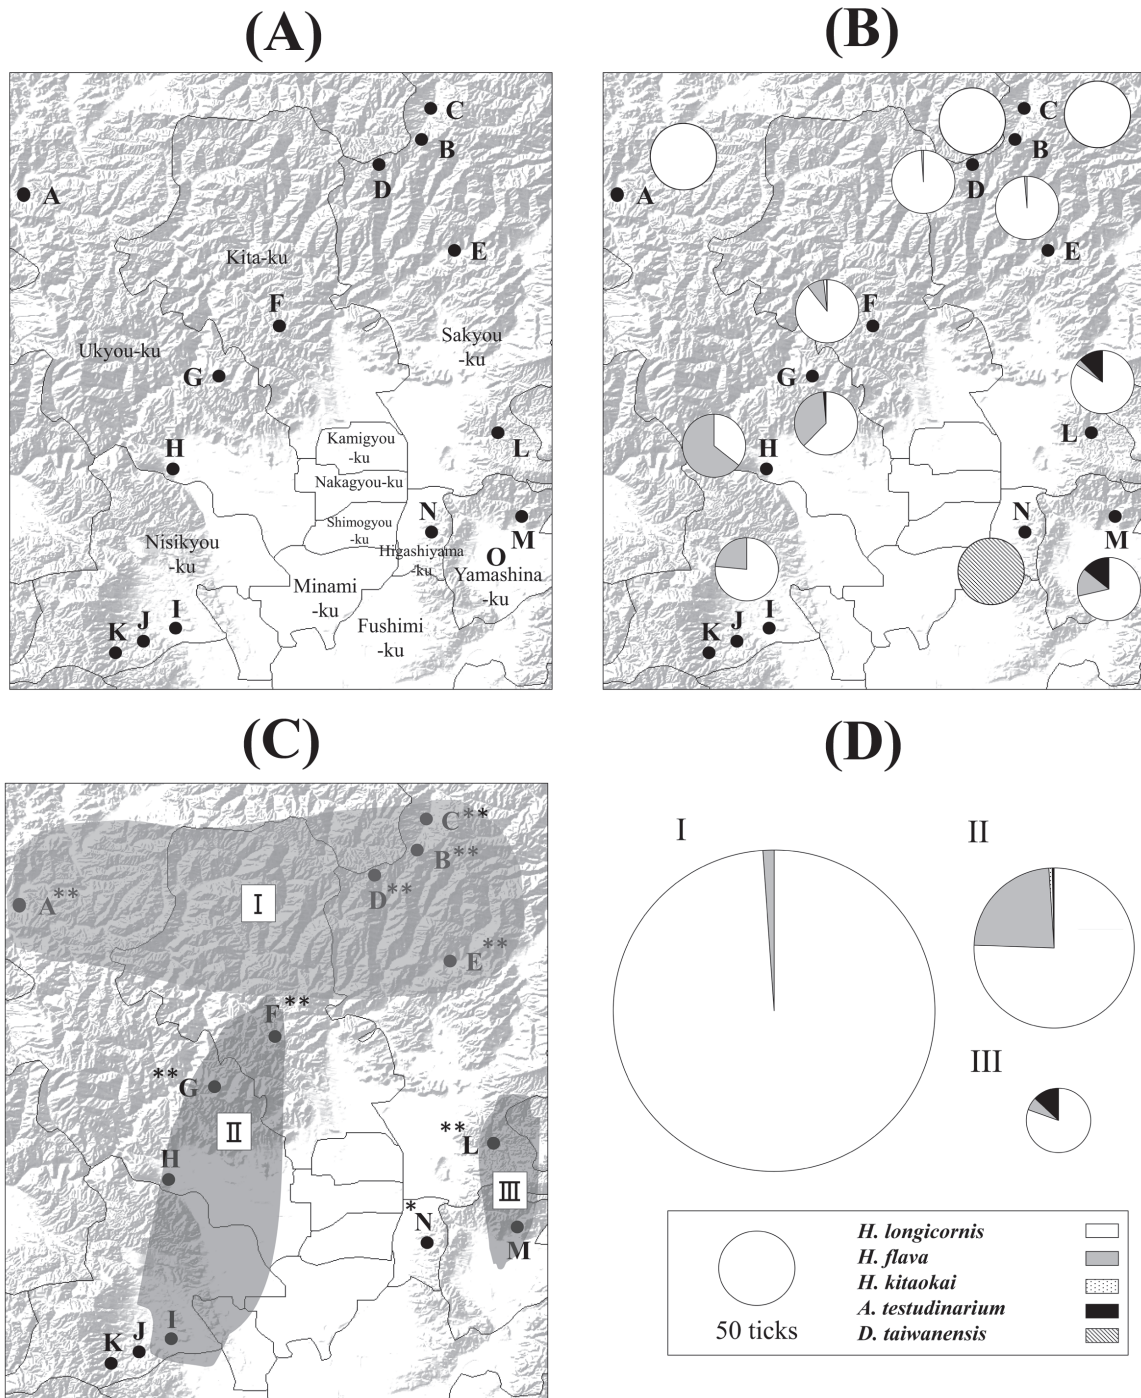 (A)
C
B
D
A
E
Kita-ku
F
Sakyou
-ku
Ukyou-ku
G
Kamigyou
-ku
L
H
Nakagyou-ku
Shimogyou
-ku
N
M
Nisikyou
-ku
Higashiyama
-ku
O
Yamashina
-ku
Minami
-ku
Fushimi
-ku
I
J
K
(B)
C
B
D
A
E
F
G
L
H
N
M
I
J
K
(C)
C**
B**
D**
A**
I
E**
F**
**G
II
**L
H
III
*N
M
I
J
K
(D)
I
II
III
H. longicornis
H. flava
H. kitaokai
A. testudinarium
D. taiwanensis
50 ticks